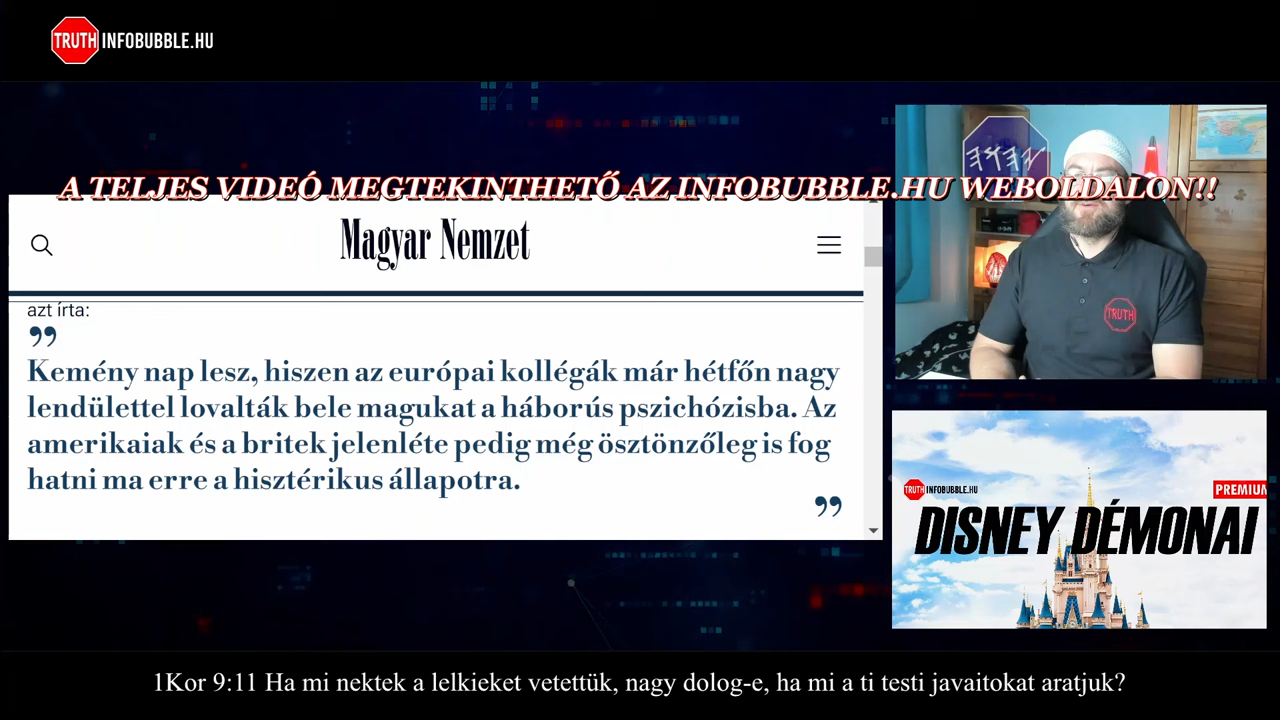 TRUTH INFOBUBBLE.HU
A TELJES VIDEÓ MEGTEKINTHETŐ AZ INFOBUBBLE.HU WEBOLDALON!!
Magyar Nemzet
azt írta:
”
Kemény nap lesz, hiszen az európai kollégák már hétfőn nagy
lendülettel lovalták bele magukat a háborús pszichózisba. Az
amerikaiak és a britek jelenléte pedig még ösztönzőleg is fog
hatni ma erre a hisztérikus állapotra.
”
𐤉𐤄𐤅𐤄
TRUTH
TRUTH INFOBUBBLE.HU
PREMIUM
DISNEY DÉMONAI
1Kor 9:11 Ha mi nektek a lelkieket vetettük, nagy dolog-e, ha mi a ti testi javaitokat aratjuk?